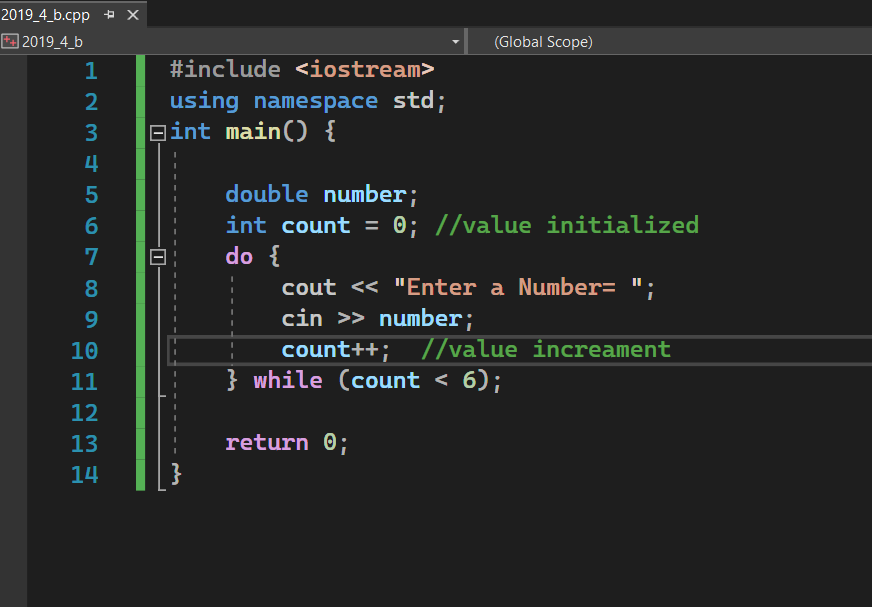 2019_4_b.cpp
2019_4_b (Global Scope)
1 #include <iostream>
2 using namespace std;
3 int main() {
4
5 double number;
6 int count = 0; //value initialized
7 do {
8 cout << "Enter a Number= ";
9 cin >> number;
10 count++; //value increament
11 } while (count < 6);
12
13 return 0;
14 }